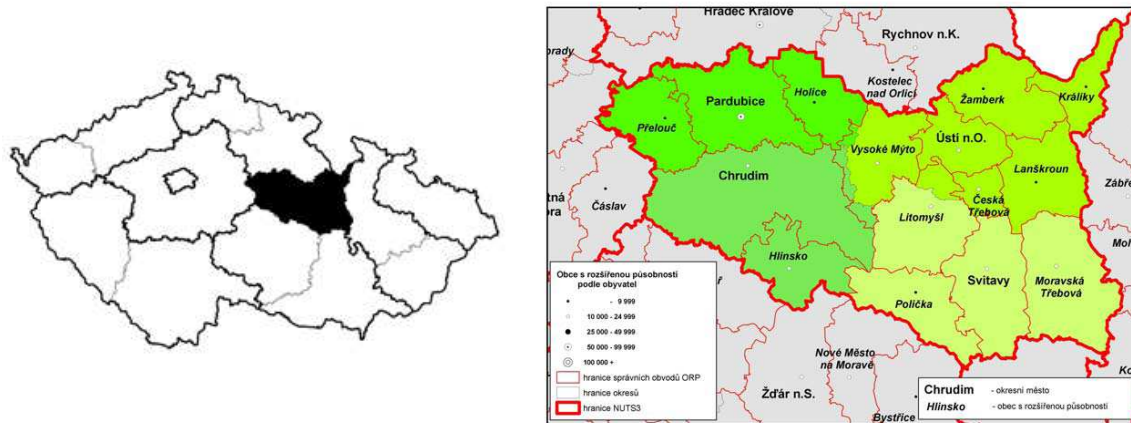 Hradec Králové
Rychnov n.K.
Kostelec
nad Orlicí
Králíky
Žamberk
Holice
Pardubice
Přelouč
Ústí n.O.
Vysoké Mýto
Lanškroun
Chrudim
Čáslav
Česká
Třebová
Litomyšl
Hlinsko
Svitavy
Moravská
Třebová
Polička
Nové Město
na Moravě
Žďár n.S.
Bystřice
Obce s rozšířenou působností
podle obyvatel
- 9 999
10 000 - 24 999
25 000 - 49 999
50 000 - 99 999
100 000 +
hranice správních obvodů ORP
hranice okresů
hranice NUTS3
Chrudim - okresní město
Hlinsko - obec s rozšířenou působností